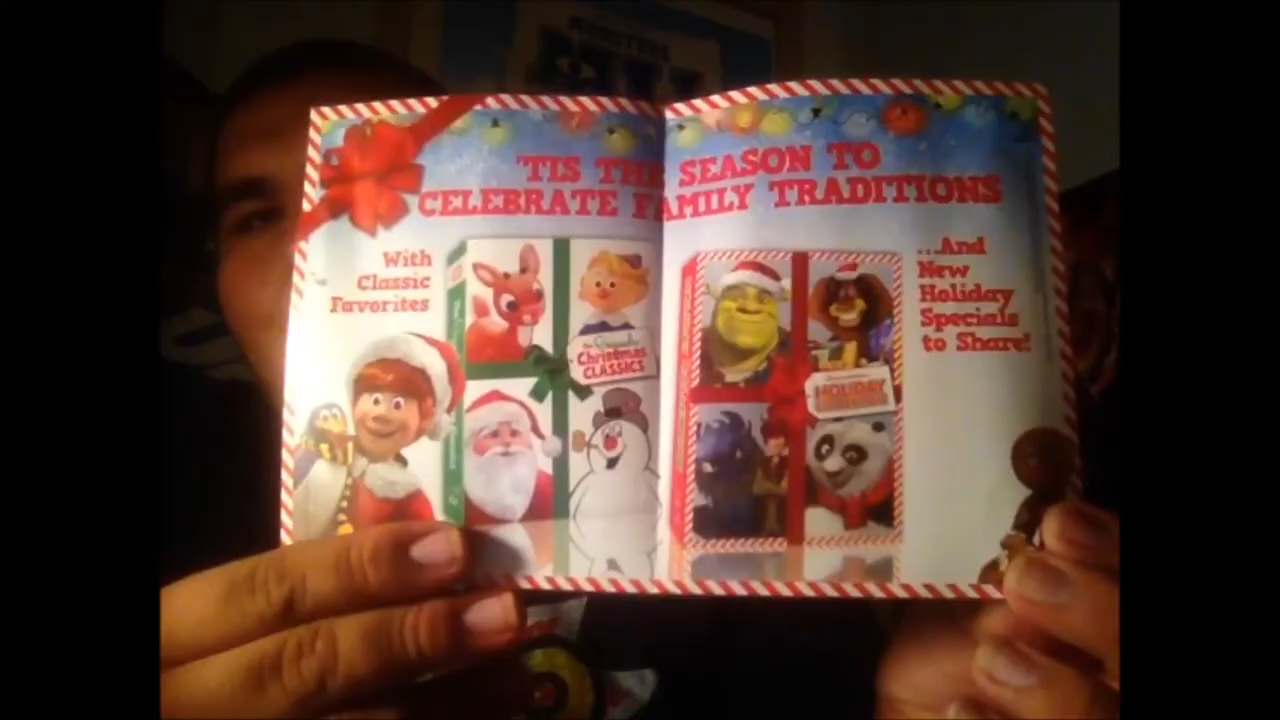 'TIS THE SEASON TO
CELEBRATE FAMILY TRADITIONS
With
Classic
Favorites
Christmas
CLASSICS
...And
New
Holiday
Specials
to Share!
HOLIDAY